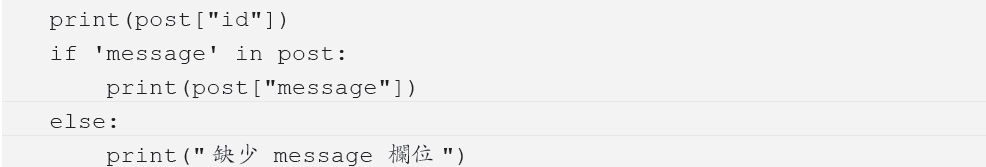 print(post["id"])
if 'message' in post:
    print(post["message"])
else:
    print("缺少 message 欄位")